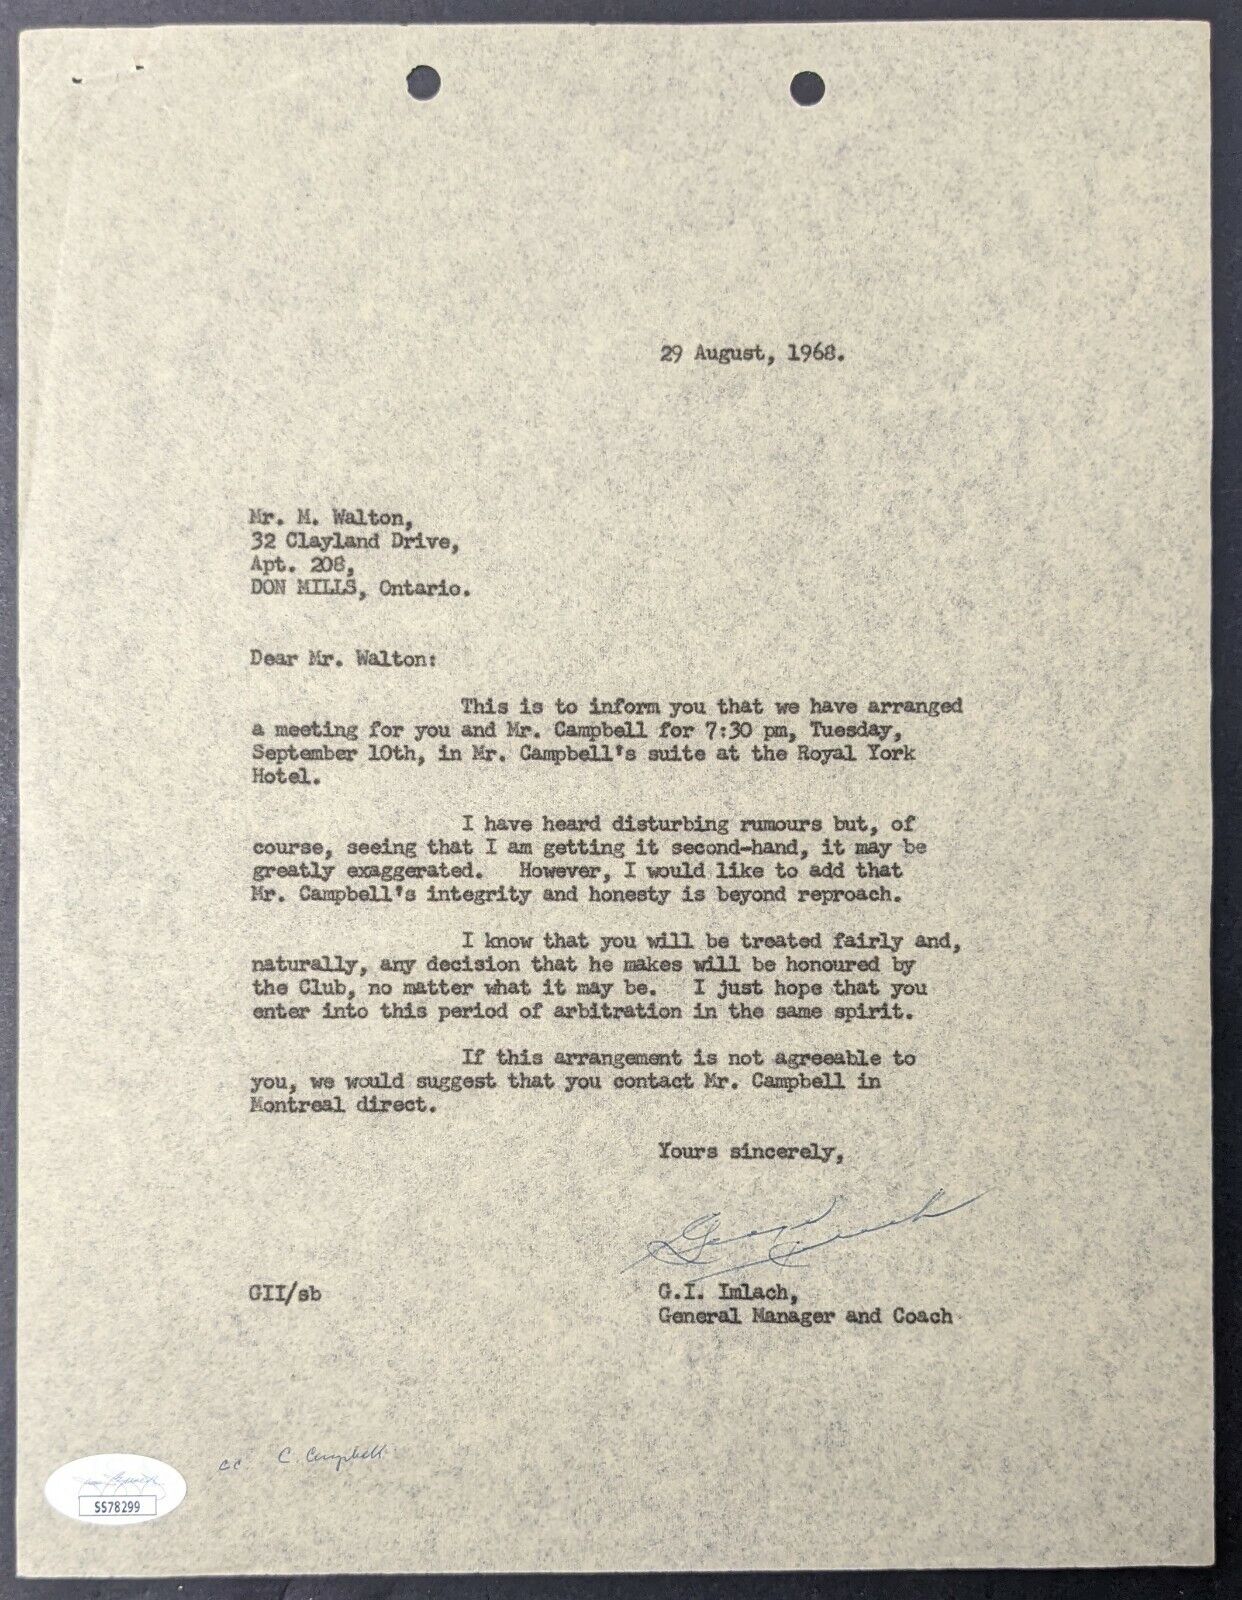 29 August, 1968.
Mr. M. Walton,
32 Clayland Drive,
Apt. 208,
DON MILLS, Ontario.
Dear Mr. Walton:
This is to inform you that we have arranged
a meeting for you and Mr. Campbell for 7:30 pm, Tuesday,
September 10th, in Mr. Campbell's suite at the Royal York
Hotel.
I have heard disturbing rumours but, of
course, seeing that I am getting it second-hand, it may be
greatly exaggerated. However, I would like to add that
Mr. Campbell's integrity and honesty is beyond reproach.
I know that you will be treated fairly and,
naturally, any decision that he makes will be honoured by
the Club, no matter what it may be. I just hope that you
enter into this period of arbitration in the same spirit.
If this arrangement is not agreeable to
you, we would suggest that you contact Mr. Campbell in
Montreal direct.
Yours sincerely,
George Imlach
GII/sb
G.I. Imlach,
General Manager and Coach
cc. C. Campbell
SS78299